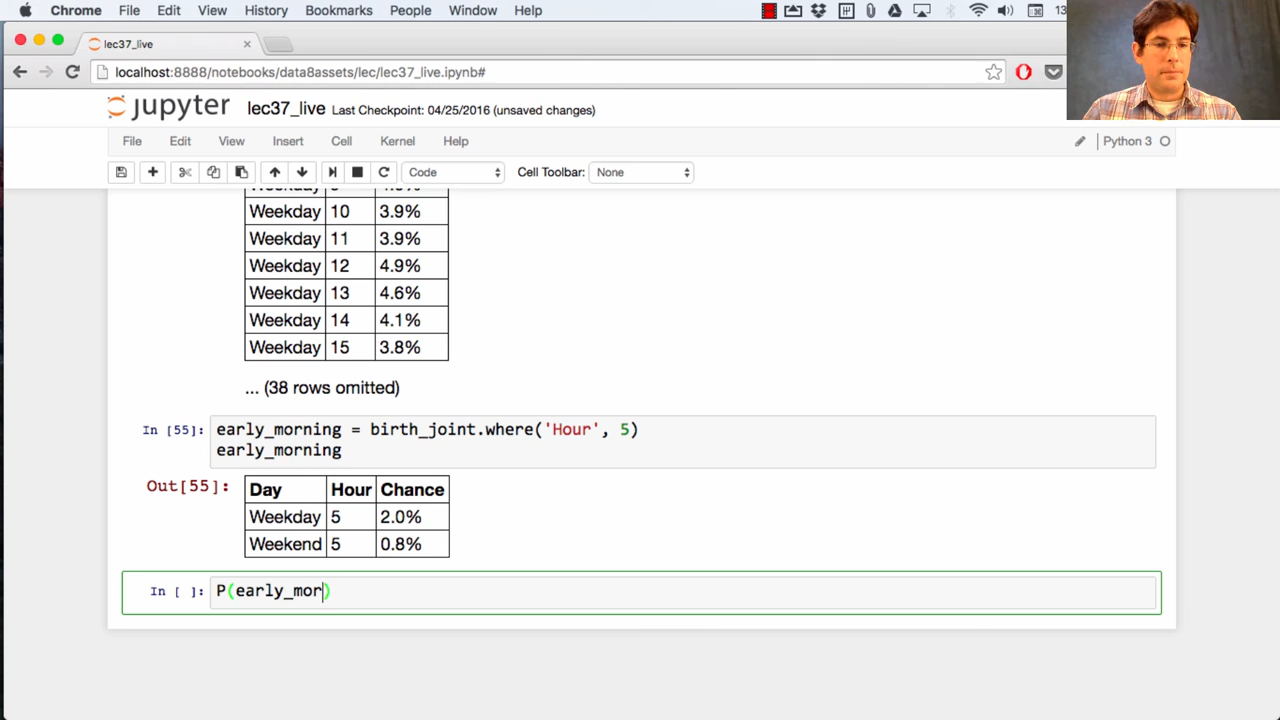 Chrome File Edit View History Bookmarks People Window Help
lec37_live
localhost:8888/notebooks/data8assets/lec/lec37_live.ipynb#
jupyter lec37_live Last Checkpoint: 04/25/2016 (unsaved changes)
File Edit View Insert Cell Kernel Help
Python 3
Code Cell Toolbar: None
Weekday 10 3.9%
Weekday 11 3.9%
Weekday 12 4.9%
Weekday 13 4.6%
Weekday 14 4.1%
Weekday 15 3.8%
... (38 rows omitted)
In [55]: early_morning = birth_joint.where('Hour', 5)
early_morning
Out[55]: Day Hour Chance
Weekday 5 2.0%
Weekend 5 0.8%
In [ ]: P(early_mor)